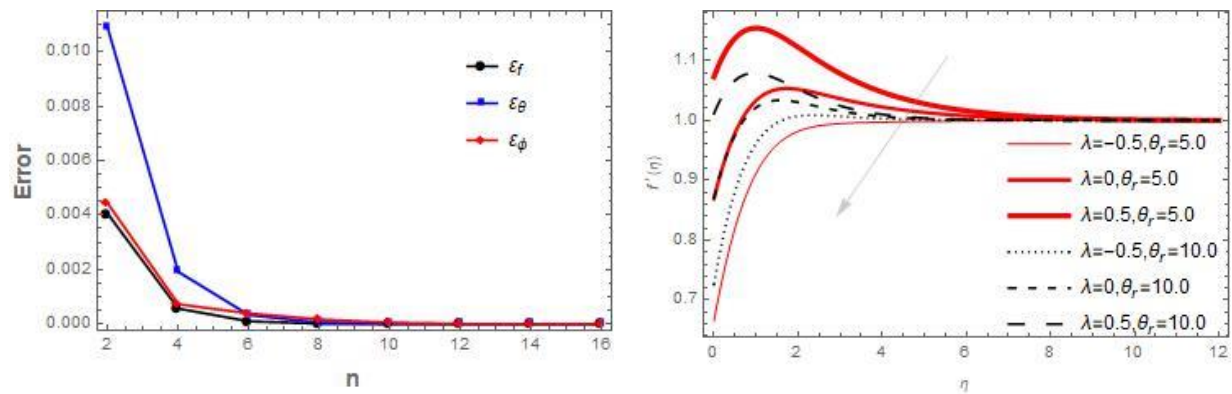 0.010
0.008
0.006
0.004
0.002
0.000
Error
2 4 6 8 10 12 14 16
n
ε_f
ε_θ
ε_ϕ
1.1
1.0
0.9
0.8
0.7
f'(η)
0 2 4 6 8 10 12
η
λ=-0.5,θ_r=5.0
λ=0,θ_r=5.0
λ=0.5,θ_r=5.0
λ=-0.5,θ_r=10.0
λ=0,θ_r=10.0
λ=0.5,θ_r=10.0